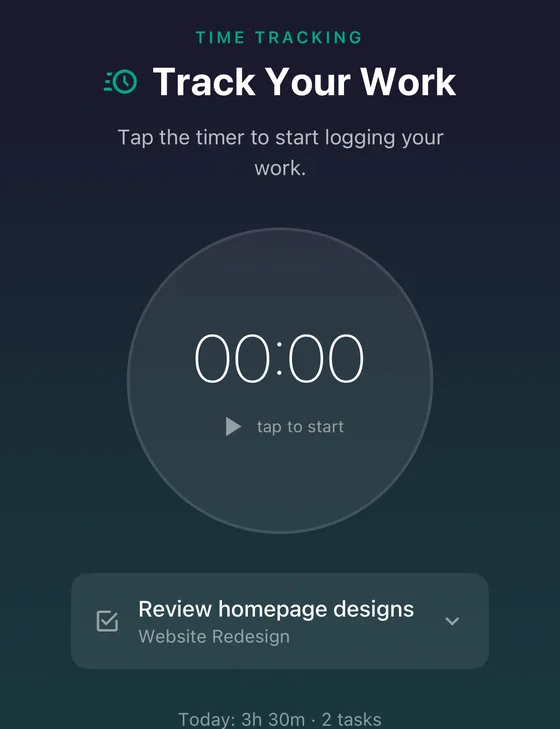 TIME TRACKING
Track Your Work
Tap the timer to start logging your
work.
00:00
tap to start
Review homepage designs
Website Redesign
Today: 3h 30m · 2 tasks